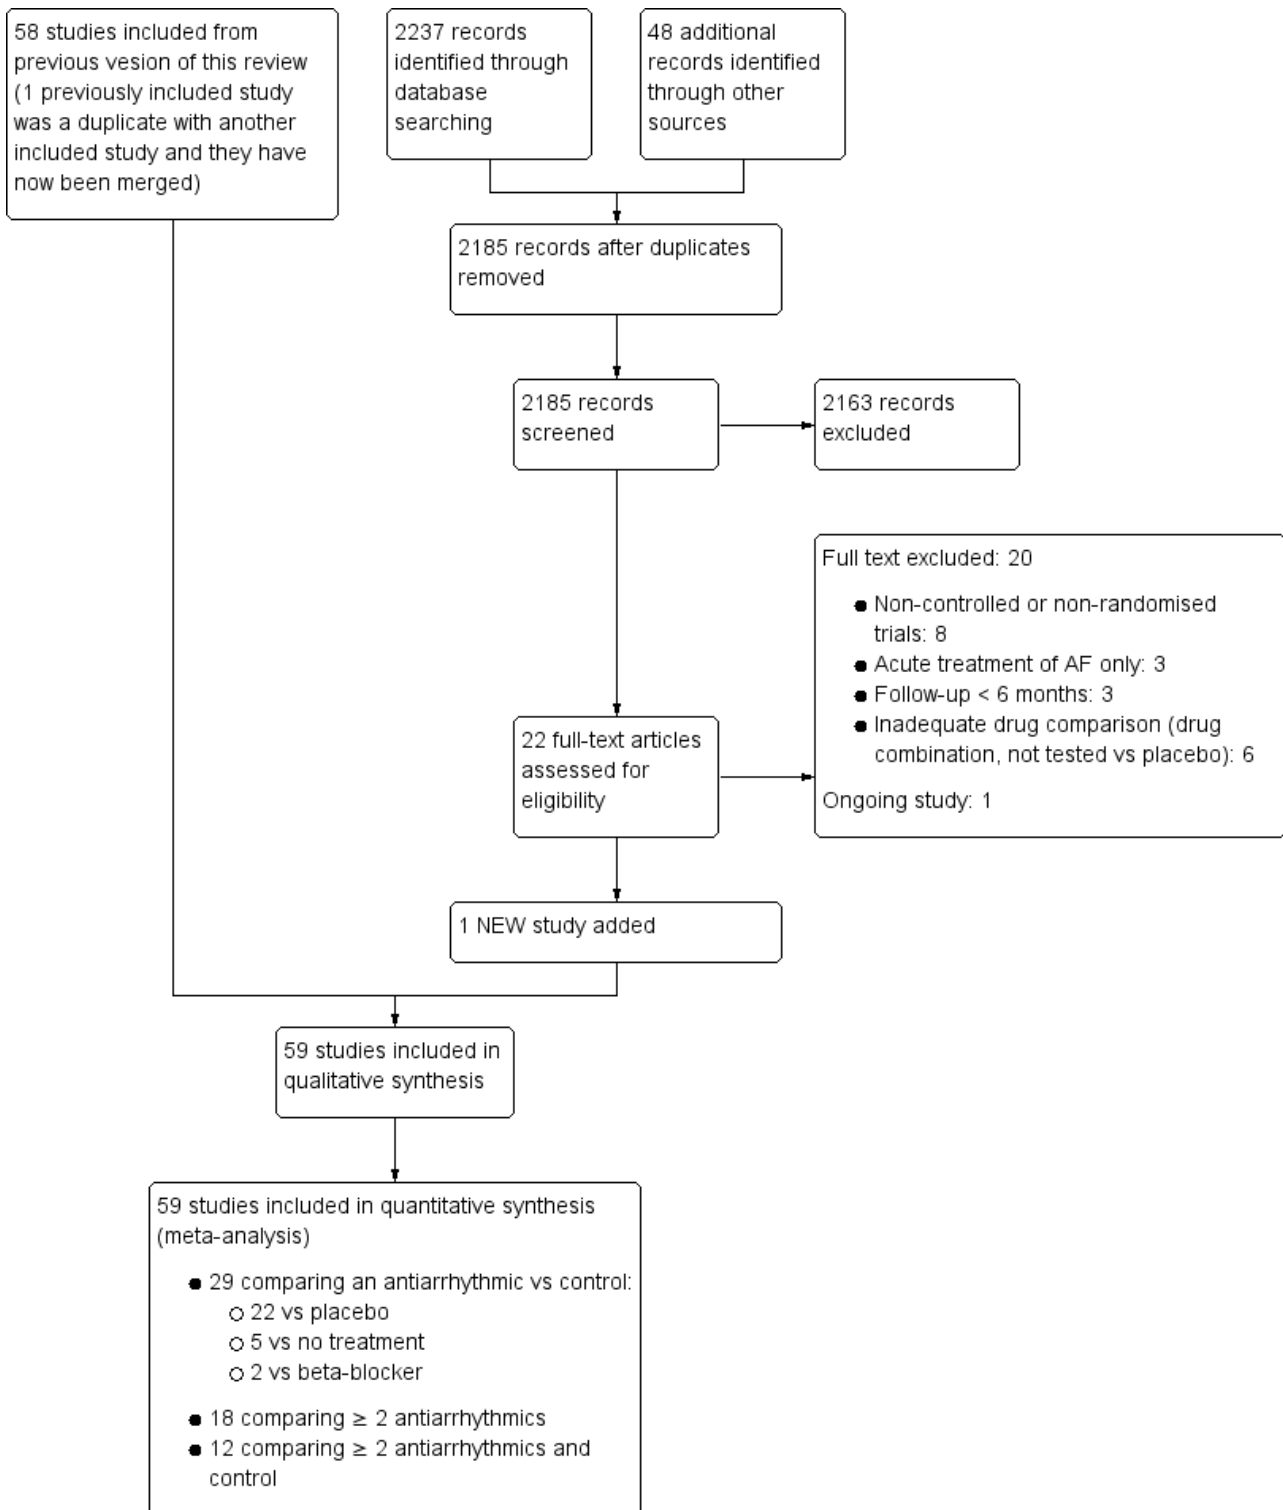 58 studies included from
previous vesion of this review
(1 previously included study
was a duplicate with another
included study and they have
now been merged)
2237 records
identified through
database
searching
48 additional
records identified
through other
sources
2185 records after duplicates
removed
2185 records
screened
2163 records
excluded
22 full-text articles
assessed for
eligibility
Full text excluded: 20
● Non-controlled or non-randomised
trials: 8
● Acute treatment of AF only: 3
● Follow-up < 6 months: 3
● Inadequate drug comparison (drug
combination, not tested vs placebo): 6
Ongoing study: 1
1 NEW study added
59 studies included in
qualitative synthesis
59 studies included in quantitative synthesis
(meta-analysis)
● 29 comparing an antiarrhythmic vs control:
○ 22 vs placebo
○ 5 vs no treatment
○ 2 vs beta-blocker
● 18 comparing ≥ 2 antiarrhythmics
● 12 comparing ≥ 2 antiarrhythmics and
control